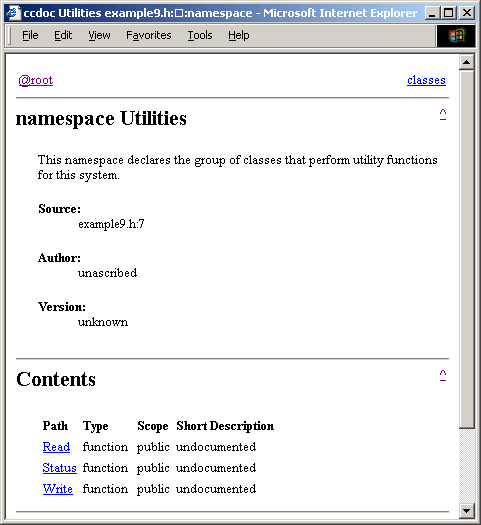 ccdoc Utilities example9.h:□:namespace - Microsoft Internet Explorer
File Edit View Favorites Tools Help
@root classes
namespace Utilities ^
This namespace declares the group of classes that perform utility functions
for this system.
Source:
example9.h:7
Author:
unascribed
Version:
unknown
Contents ^
Path Type Scope Short Description
Read function public undocumented
Status function public undocumented
Write function public undocumented